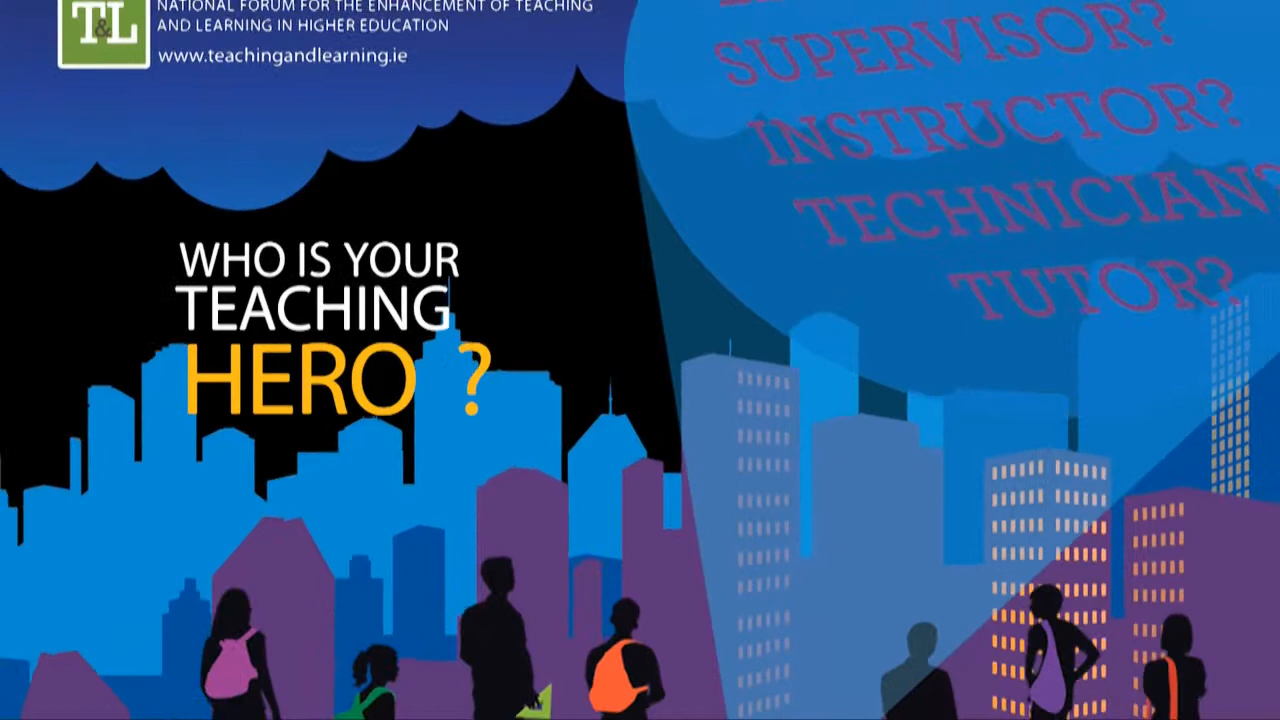 T&L
NATIONAL FORUM FOR THE ENHANCEMENT OF TEACHING
AND LEARNING IN HIGHER EDUCATION
www.teachingandlearning.ie
SUPERVISOR?
INSTRUCTOR?
TECHNICIAN?
TUTOR?
WHO IS YOUR
TEACHING
HERO ?